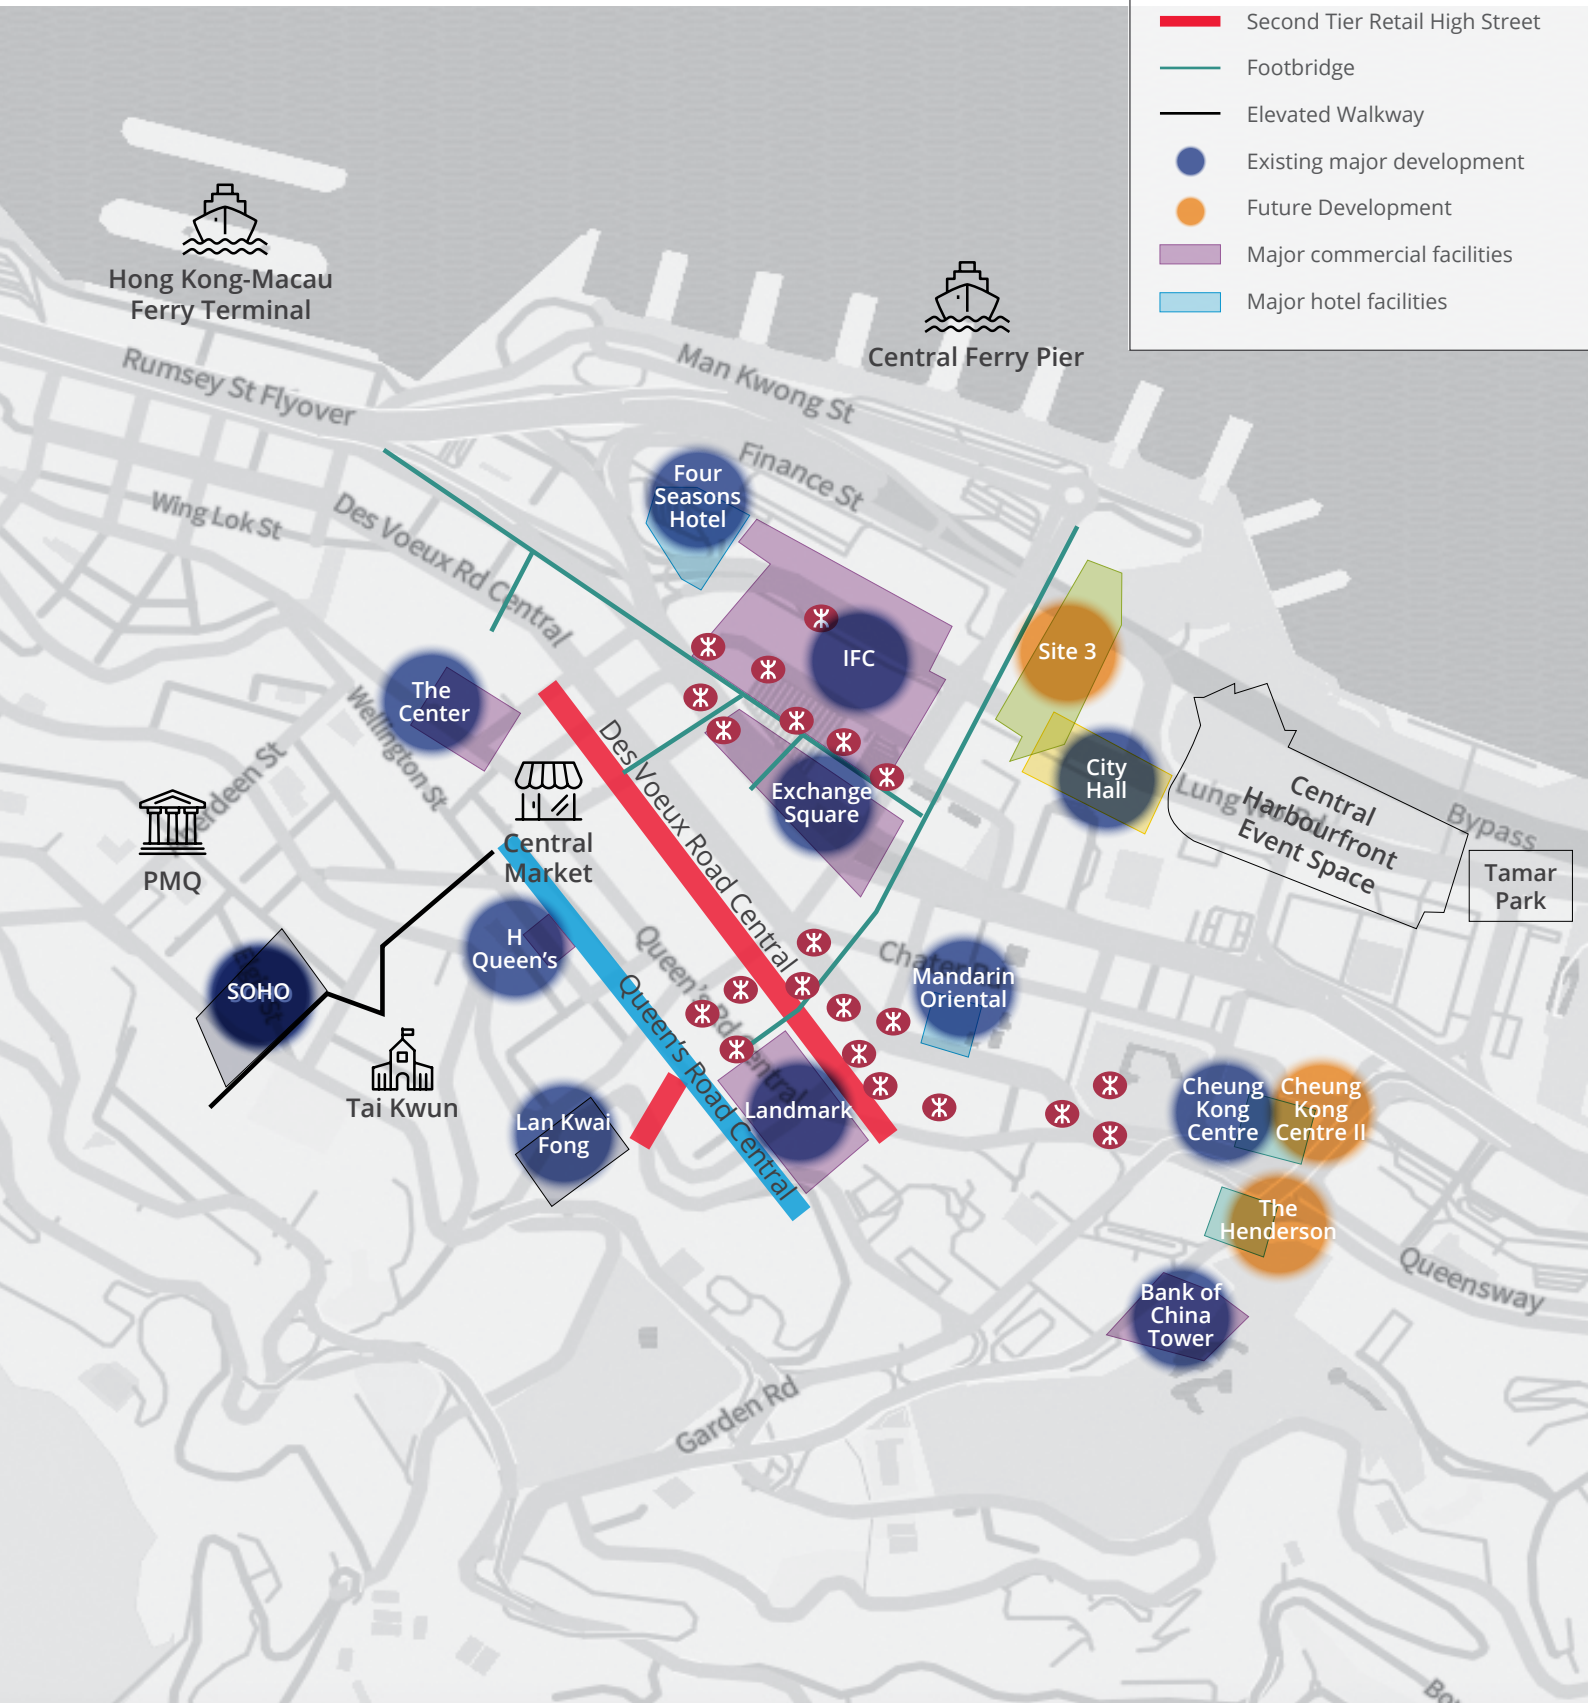 Second Tier Retail High Street
Footbridge
Elevated Walkway
Existing major development
Future Development
Major commercial facilities
Major hotel facilities
Hong Kong-Macau
Ferry Terminal
Central Ferry Pier
Rumsey St Flyover
Man Kwong St
Finance St
Four
Seasons
Hotel
Wing Lok St
Des Voeux Rd Central
IFC
Site 3
The
Center
Wellington St
Des Voeux Road Central
Exchange
Square
City
Hall
Central
Harbourfront
Event Space
Bypass
Tamar
Park
PMQ
Central
Market
H
Queen's
Queen's Rd Central
Queen's Road Central
Mandarin
Oriental
SOHO
Tai Kwun
Lan Kwai
Fong
Landmark
Cheung
Kong
Centre
Cheung
Kong
Centre II
The
Henderson
Bank of
China
Tower
Queensway
Garden Rd